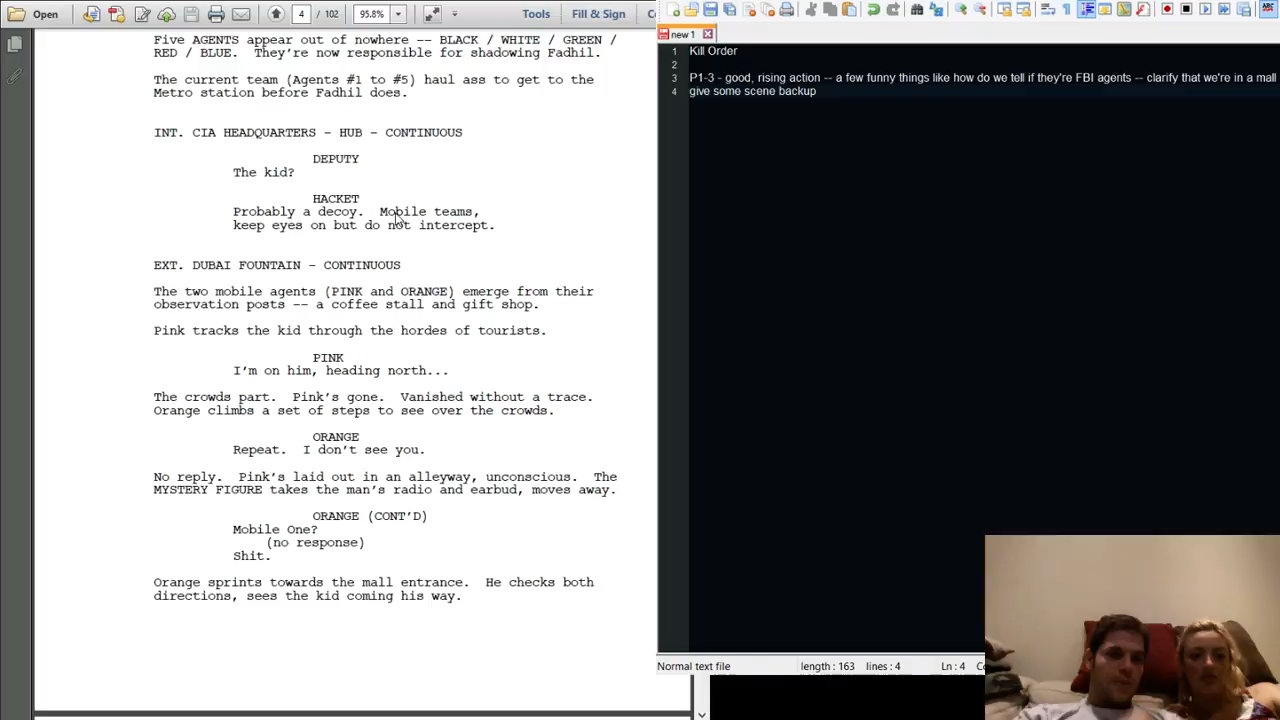 Open 4 / 102 95.8% Tools Fill & Sign
new 1
Five AGENTS appear out of nowhere -- BLACK / WHITE / GREEN /
RED / BLUE.  They're now responsible for shadowing Fadhil.
The current team (Agents #1 to #5) haul ass to get to the
Metro station before Fadhil does.
INT. CIA HEADQUARTERS - HUB - CONTINUOUS
DEPUTY
The kid?
HACKET
Probably a decoy.  Mobile teams,
keep eyes on but do not intercept.
EXT. DUBAI FOUNTAIN - CONTINUOUS
The two mobile agents (PINK and ORANGE) emerge from their
observation posts -- a coffee stall and gift shop.
Pink tracks the kid through the hordes of tourists.
PINK
I'm on him, heading north...
The crowds part.  Pink's gone.  Vanished without a trace.
Orange climbs a set of steps to see over the crowds.
ORANGE
Repeat.  I don't see you.
No reply.  Pink's laid out in an alleyway, unconscious.  The
MYSTERY FIGURE takes the man's radio and earbud, moves away.
ORANGE (CONT'D)
Mobile One?
(no response)
Shit.
Orange sprints towards the mall entrance.  He checks both
directions, sees the kid coming his way.
1 Kill Order
2
3 P1-3 - good, rising action -- a few funny things like how do we tell if they're FBI agents -- clarify that we're in a mall
4 give some scene backup
Normal text file length : 163 lines : 4 Ln : 4